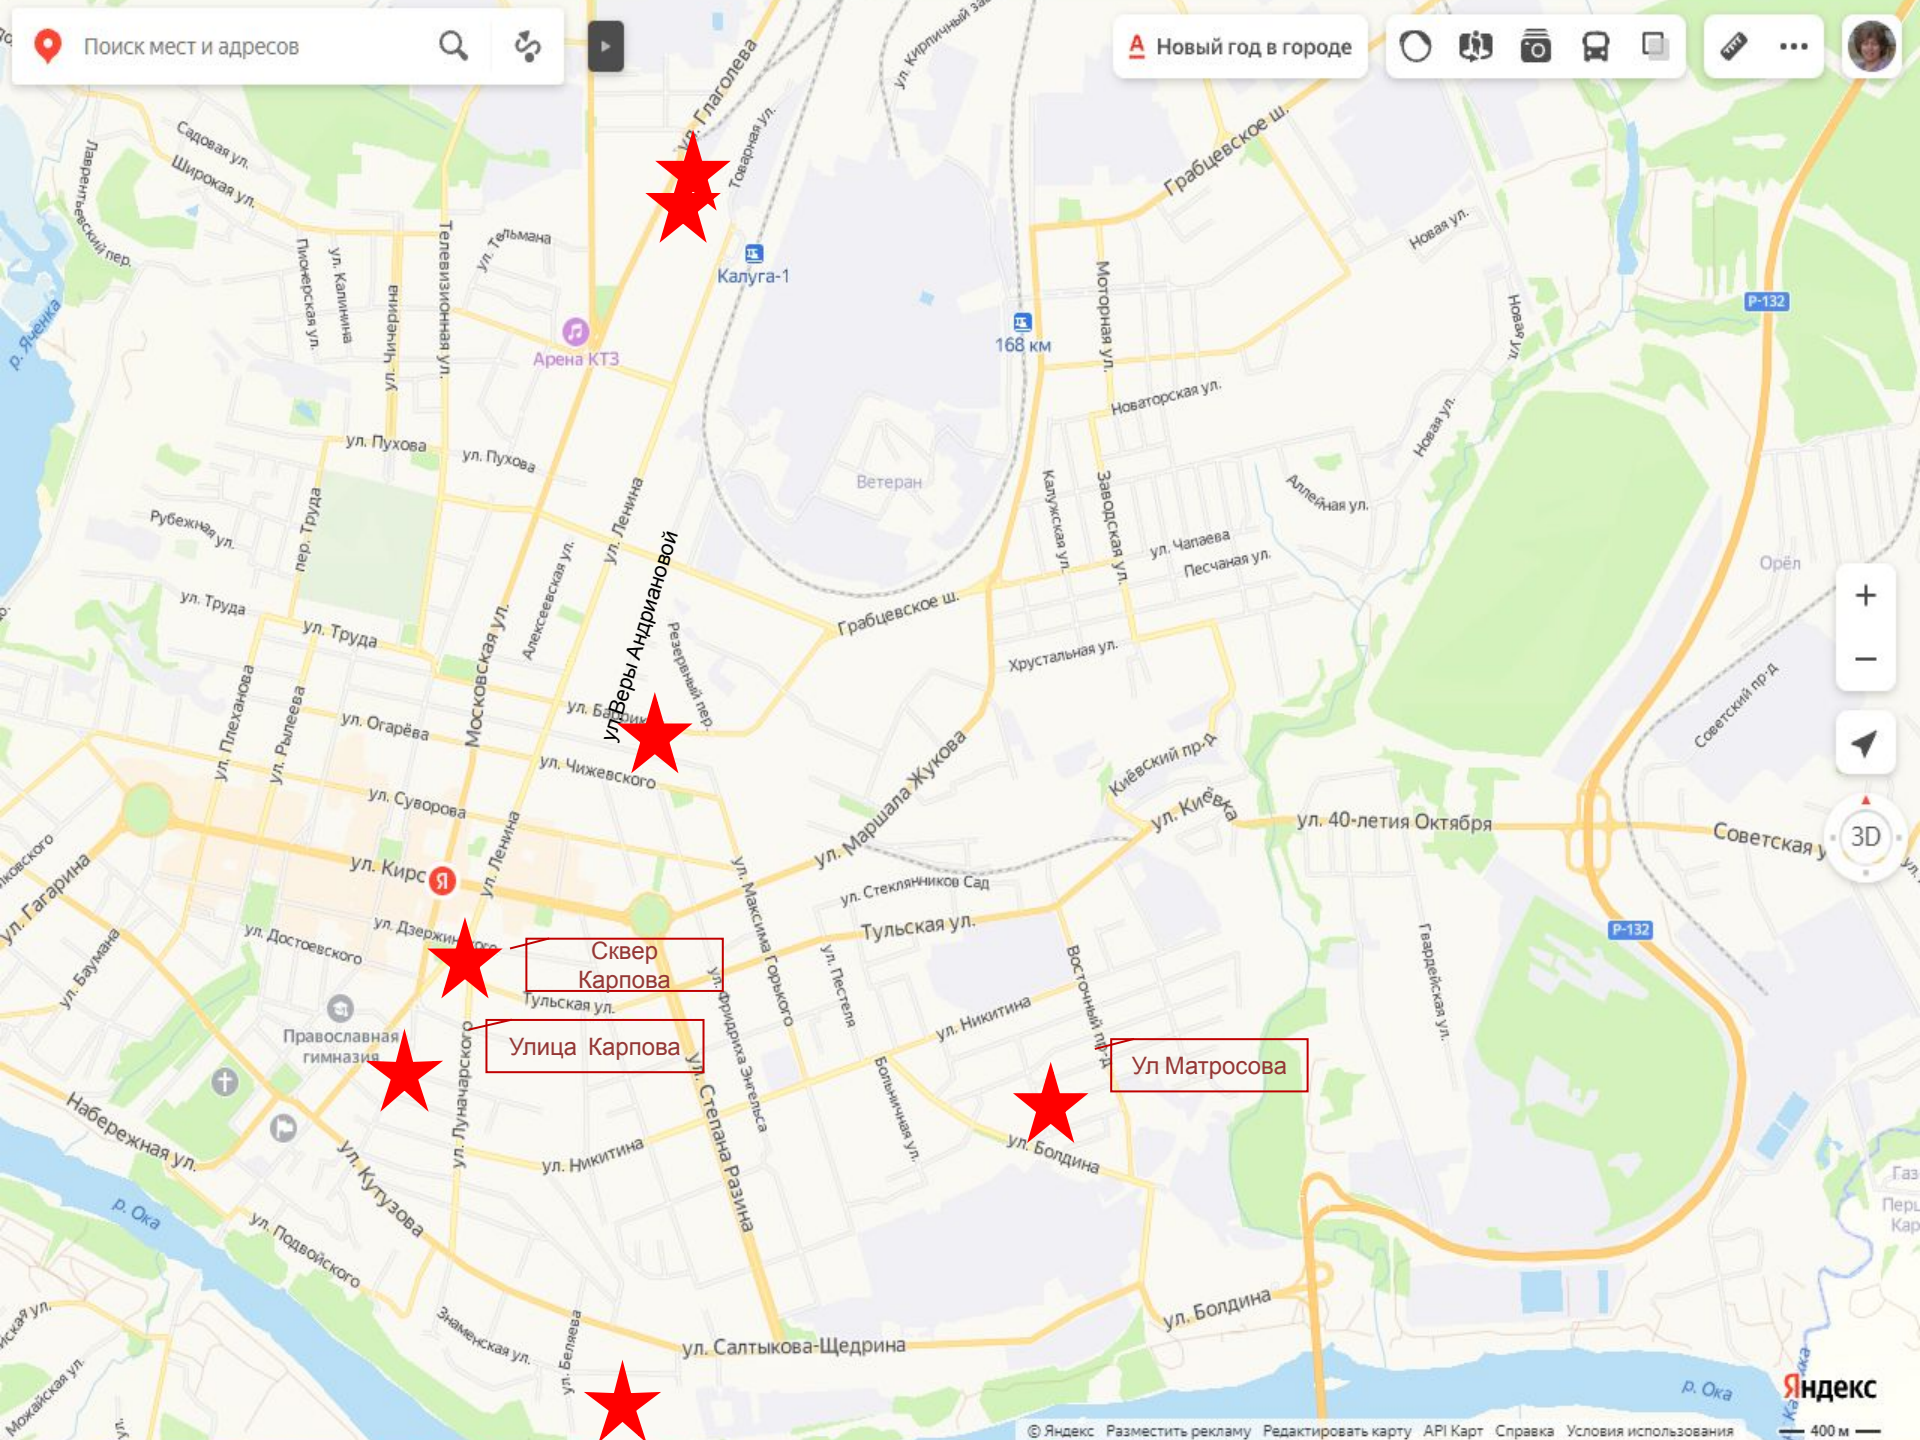 Поиск мест и адресов
Новый год в городе
ул. Глаголева
Товарная ул.
Грабцевское ш.
Садовая ул.
Широкая ул.
Лаврентьевский пер.
Телевизионная ул.
ул. Тельмана
Пионерская ул.
ул. Калинина
ул. Чичерина
Новая ул.
Калуга-1
Моторная ул.
Р-132
Новая ул.
р. Яченка
168 км
Арена КТЗ
Новаторская ул.
Новая ул.
ул. Пухова
ул. Пухова
Ветеран
ул. Ленина
Калужская ул.
Заводская ул.
Аллейная ул.
пер. Труда
Рубежная ул.
ул. Чапаева
Песчаная ул.
Орёл
Алексеевская ул.
ул Веры Андриановой
ул. Труда
ул. Труда
Грабцевское ш.
Хрустальная ул.
Московская ул.
Резервный пер.
ул. Плеханова
ул. Рылеева
ул. Огарёва
Советский пр-д
ул. Чижевского
Киёвский пр-д
ул. Маршала Жукова
ул. Суворова
ул. Киёвка
ул. 40-летия Октября
Советская у
3D
ул. Кирс
Я
ул. Ленина
ул. Гагарина
ул. Максима Горького
ул. Стеклянников Сад
Тульская ул.
ул. Достоевского
ул. Дзержинского
Сквер
Карпова
ул. Баумана
Р-132
Гвардейская ул.
ул. Пестеля
Восточный пр-д
ул. Фридриха Энгельса
Тульская ул.
ул. Никитина
Православная
гимназия
Улица Карпова
Ул Матросова
ул. Луначарского
ул. Степана Разина
Больничная ул.
Набережная ул.
ул. Болдина
ул. Никитина
ул. Кутузова
р. Ока
ул. Подвойского
Знаменская ул.
ул. Беляева
ул. Салтыкова-Щедрина
ул. Болдина
Можайская ул.
р. Ока
Яндекс
© Яндекс Разместить рекламу Редактировать карту API Карт Справка Условия использования 400 м